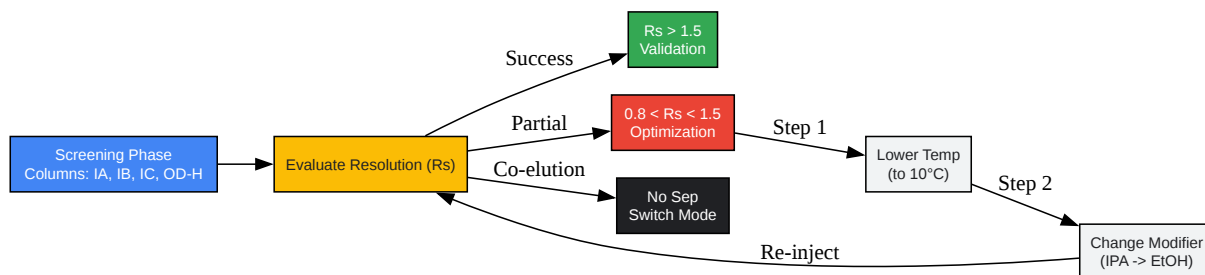 Screening Phase
Columns: IA, IB, IC, OD-H
Evaluate Resolution (Rs)
Success
Rs > 1.5
Validation
Partial
0.8 < Rs < 1.5
Optimization
Co-elution
No Sep
Switch Mode
Step 1
Lower Temp
(to 10°C)
Step 2
Change Modifier
(IPA -> EtOH)
Re-inject